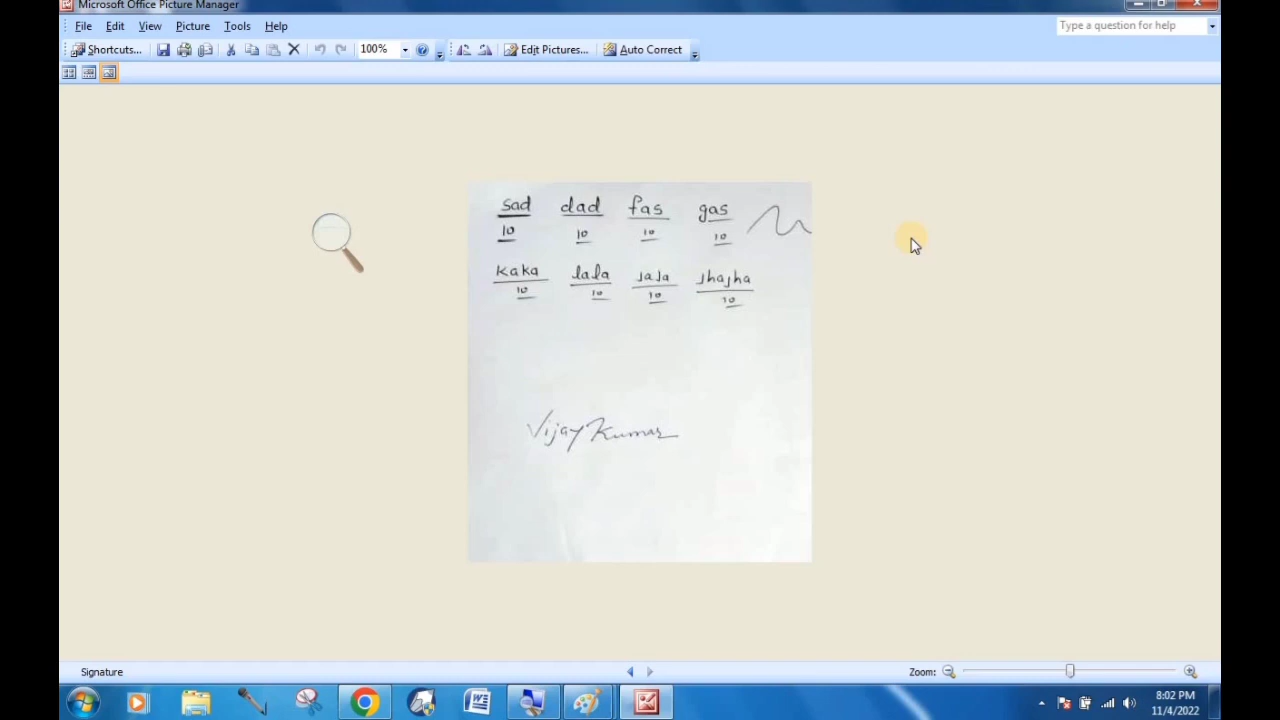 Microsoft Office Picture Manager
File Edit View Picture Tools Help
Type a question for help
Shortcuts... 100% Edit Pictures... Auto Correct
sad dad fas gas
10 10 10 10
kaka lala jaja jhajha
10 10 10 10
Vijay Kumar
Signature
Zoom:
8:02 PM
11/4/2022